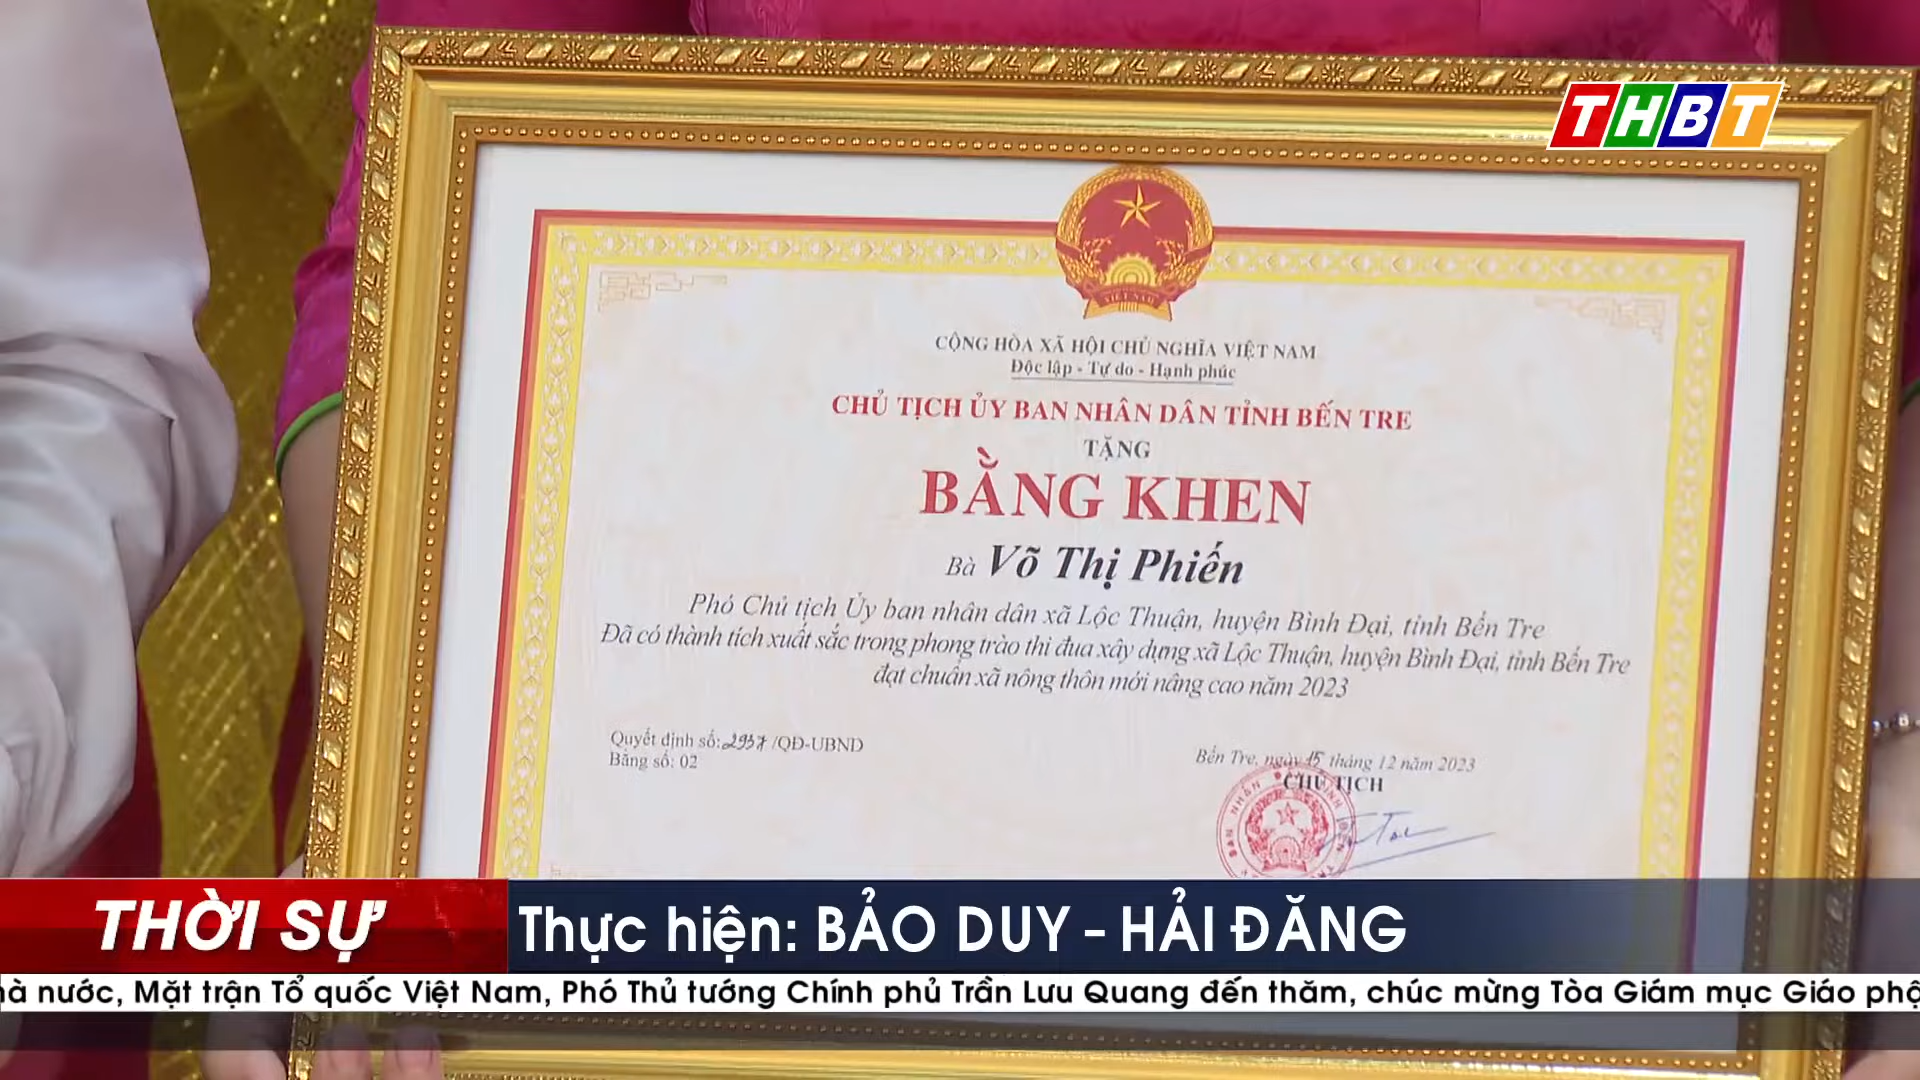 THBT
VIỆT NAM
CỘNG HÒA XÃ HỘI CHỦ NGHĨA VIỆT NAM
Độc lập - Tự do - Hạnh phúc
CHỦ TỊCH ỦY BAN NHÂN DÂN TỈNH BẾN TRE
TẶNG
BẰNG KHEN
Bà Võ Thị Phiến
Phó Chủ tịch Ủy ban nhân dân xã Lộc Thuận, huyện Bình Đại, tỉnh Bến Tre
Đã có thành tích xuất sắc trong phong trào thi đua xây dựng xã Lộc Thuận, huyện Bình Đại, tỉnh Bến Tre
đạt chuẩn xã nông thôn mới nâng cao năm 2023
Quyết định số: 2937/QĐ-UBND
Bằng số: 02
Bến Tre, ngày 15 tháng 12 năm 2023
CHỦ TỊCH
THỜI SỰ
Thực hiện: BẢO DUY - HẢI ĐĂNG
nước, Mặt trận Tổ quốc Việt Nam, Phó Thủ tướng Chính phủ Trần Lưu Quang đến thăm, chúc mừng Tòa Giám mục Giáo